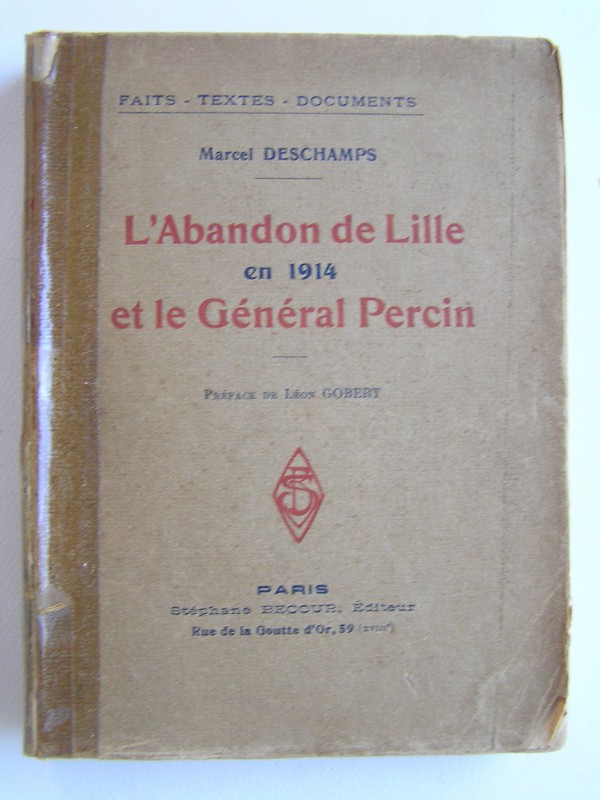 FAITS - TEXTES - DOCUMENTS
Marcel DESCHAMPS
L'Abandon de Lille
en 1914
et le Général Percin
Préface de Léon GOBERT
PARIS
Stéphane BECOUR, Éditeur
Rue de la Goutte d'Or, 59 (XVIIIe)